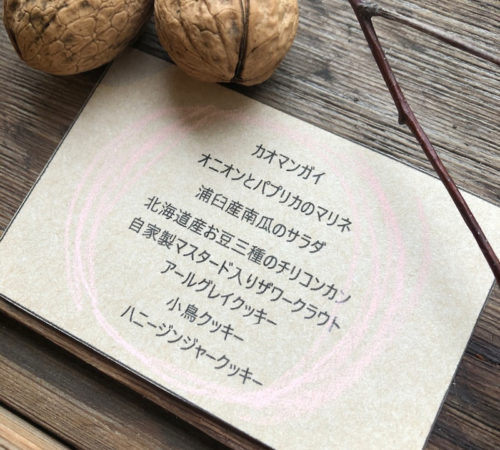 カオマンガイ
オニオンとパプリカのマリネ
浦臼産南瓜のサラダ
北海道産お豆三種のチリコンカン
自家製マスタード入りザワークラウト
アールグレイクッキー
小鳥クッキー
ハニージンジャークッキー